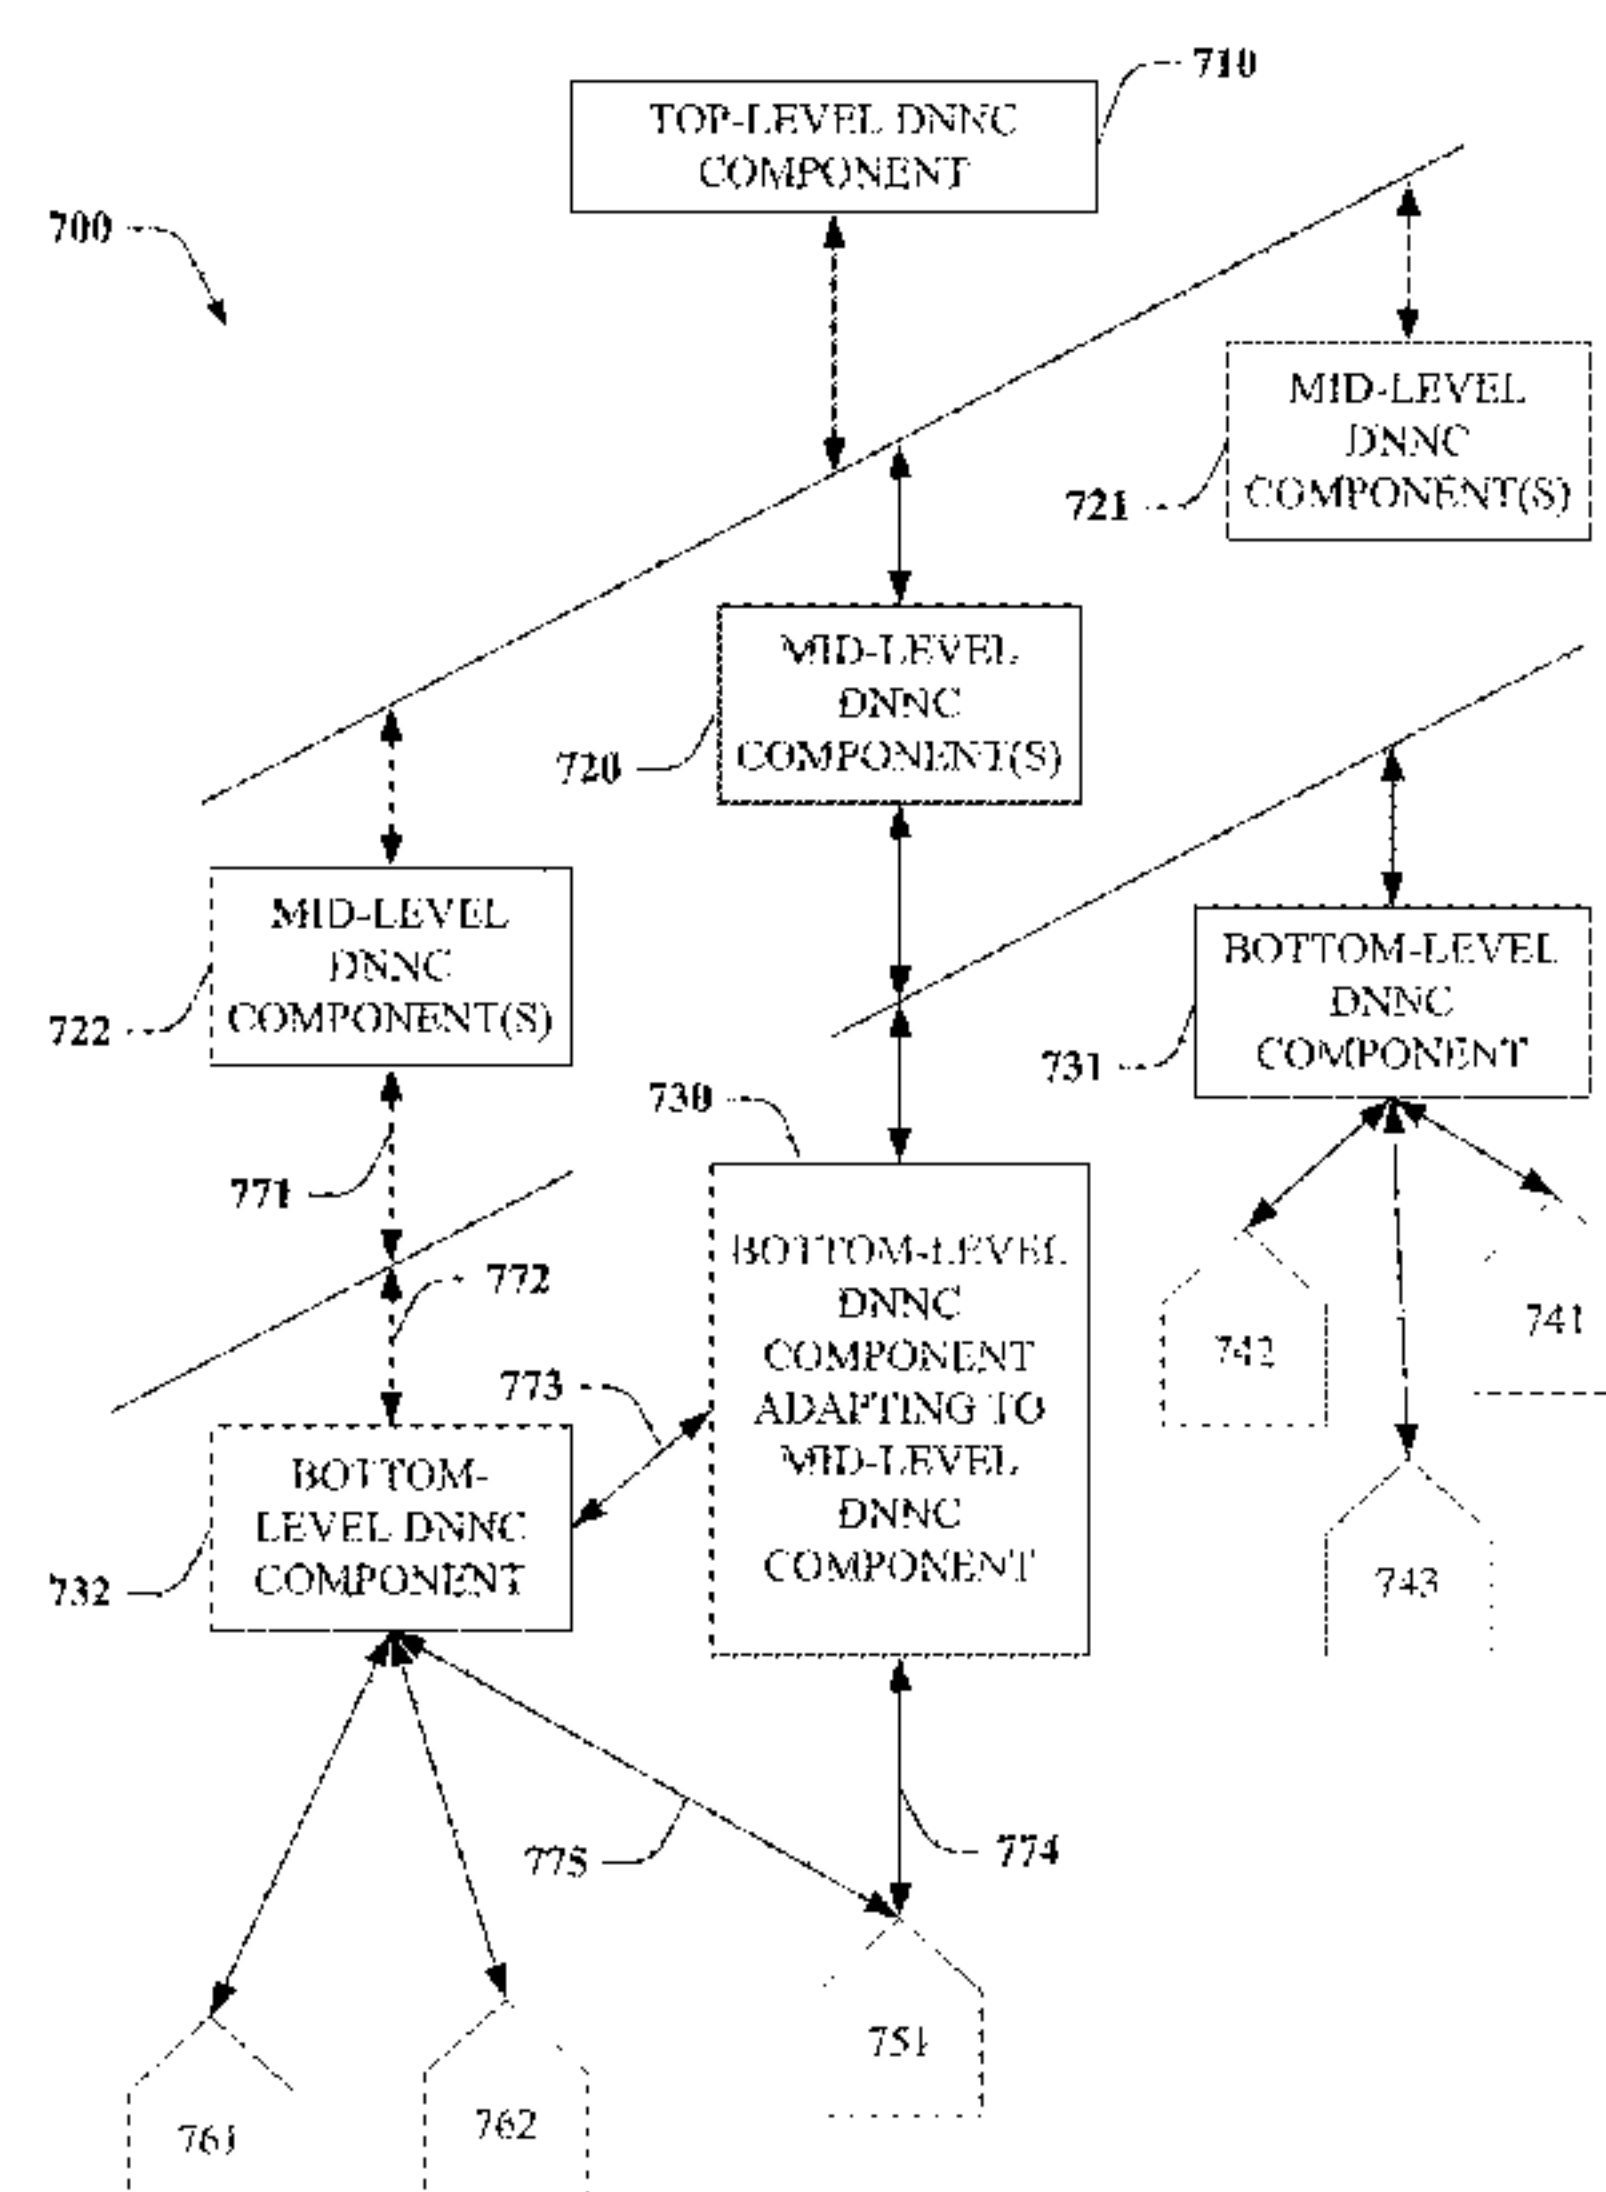 710
TOP-LEVEL DNNC
COMPONENT
700
MID-LEVEL
DNNC
COMPONENT(S)
721
MID-LEVEL
DNNC
COMPONENT(S)
720
MID-LEVEL
DNNC
COMPONENT(S)
722
BOTTOM-LEVEL
DNNC
COMPONENT
731
730
771
BOTTOM-LEVEL
DNNC
COMPONENT
ADAPTING TO
MID-LEVEL
DNNC
COMPONENT
772
773
742
741
743
BOTTOM-
LEVEL DNNC
COMPONENT
732
775
774
751
761
762